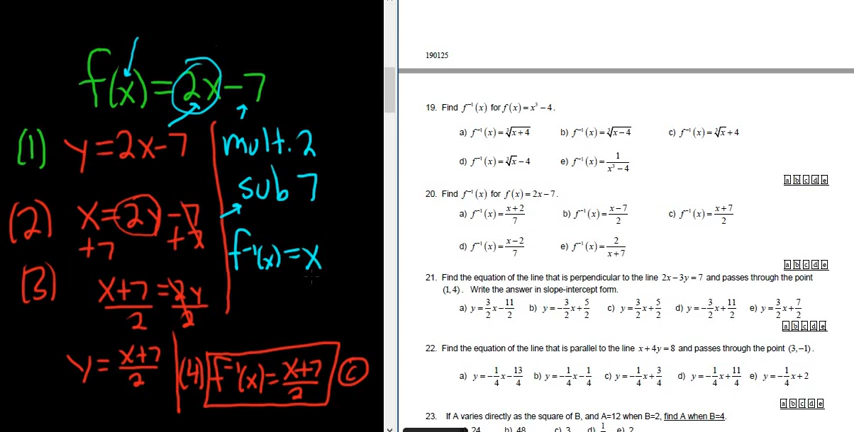 f(x) = 2x - 7
(1) y = 2x - 7
mult. 2
sub 7
(2) x = 2y - 7
+7 +7
f⁻¹(x) = x
(3) x+7/2 = 2y/2
y = x+7/2
(4) f⁻¹(x) = x+7/2 (c)
190125
19. Find f⁻¹(x) for f(x) = x³ - 4.
a) f⁻¹(x) = ∛(x+4) b) f⁻¹(x) = ∛(x-4) c) f⁻¹(x) = ∛x + 4
d) f⁻¹(x) = ∛x - 4 e) f⁻¹(x) = 1/(x³-4)
a b c d e
20. Find f⁻¹(x) for f(x) = 2x - 7.
a) f⁻¹(x) = (x+2)/7 b) f⁻¹(x) = (x-7)/2 c) f⁻¹(x) = (x+7)/2
d) f⁻¹(x) = (x-2)/7 e) f⁻¹(x) = 2/(x+7)
a b c d e
21. Find the equation of the line that is perpendicular to the line 2x - 3y = 7 and passes through the point
(1, 4). Write the answer in slope-intercept form.
a) y = 3/2x - 11/2 b) y = -3/2x + 5/2 c) y = 3/2x + 5/2 d) y = -3/2x + 11/2 e) y = 3/2x + 7/2
a b c d e
22. Find the equation of the line that is parallel to the line x + 4y = 8 and passes through the point (3, -1).
a) y = -1/4x - 13/4 b) y = -1/4x - 1/4 c) y = -1/4x + 3/4 d) y = -1/4x + 11/4 e) y = -1/4x + 2
a b c d e
23. If A varies directly as the square of B, and A=12 when B=2, find A when B=4.
24 b) 48 c) 3 d) 1 e) 2